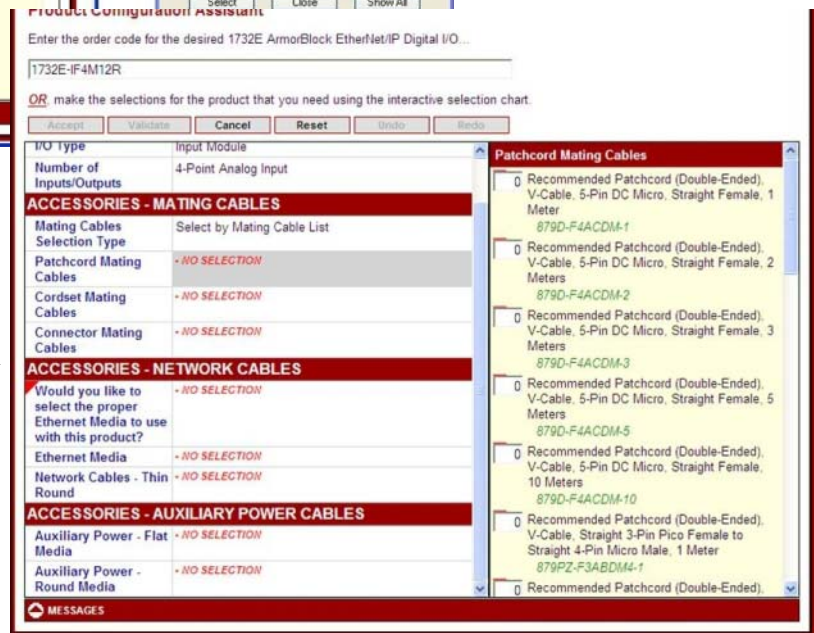 Select Close Show All
Product Configuration Assistant
Enter the order code for the desired 1732E ArmorBlock EtherNet/IP Digital I/O...
1732E-IF4M12R
OR, make the selections for the product that you need using the interactive selection chart.
Accept Validate Cancel Reset Undo Redo
I/O Type Input Module
Number of Inputs/Outputs 4-Point Analog Input
ACCESSORIES - MATING CABLES
Mating Cables Selection Type Select by Mating Cable List
Patchcord Mating Cables - NO SELECTION
Cordset Mating Cables - NO SELECTION
Connector Mating Cables - NO SELECTION
ACCESSORIES - NETWORK CABLES
Would you like to select the proper Ethernet Media to use with this product? - NO SELECTION
Ethernet Media - NO SELECTION
Network Cables - Thin Round - NO SELECTION
ACCESSORIES - AUXILIARY POWER CABLES
Auxiliary Power - Flat Media - NO SELECTION
Auxiliary Power - Round Media - NO SELECTION
Patchcord Mating Cables
0 Recommended Patchcord (Double-Ended),
V-Cable, 5-Pin DC Micro, Straight Female, 1
Meter
879D-F4ACDM-1
0 Recommended Patchcord (Double-Ended),
V-Cable, 5-Pin DC Micro, Straight Female, 2
Meters
879D-F4ACDM-2
0 Recommended Patchcord (Double-Ended),
V-Cable, 5-Pin DC Micro, Straight Female, 3
Meters
879D-F4ACDM-3
0 Recommended Patchcord (Double-Ended),
V-Cable, 5-Pin DC Micro, Straight Female, 5
Meters
879D-F4ACDM-5
0 Recommended Patchcord (Double-Ended),
V-Cable, 5-Pin DC Micro, Straight Female,
10 Meters
879D-F4ACDM-10
0 Recommended Patchcord (Double-Ended),
V-Cable, Straight 3-Pin Pico Female to
Straight 4-Pin Micro Male, 1 Meter
879PZ-F3ABDM4-1
0 Recommended Patchcord (Double-Ended),
MESSAGES